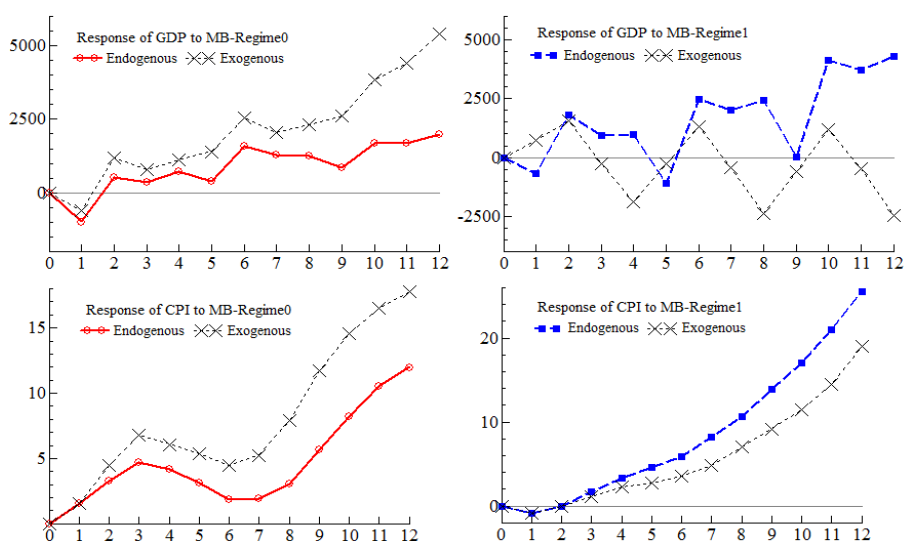 Response of GDP to MB-Regime0
Endogenous Exogenous
5000
2500
0
0 1 2 3 4 5 6 7 8 9 10 11 12
Response of GDP to MB-Regime1
Endogenous Exogenous
5000
2500
0
-2500
0 1 2 3 4 5 6 7 8 9 10 11 12
Response of CPI to MB-Regime0
Endogenous Exogenous
15
10
5
0 1 2 3 4 5 6 7 8 9 10 11 12
Response of CPI to MB-Regime1
Endogenous Exogenous
20
10
0
0 1 2 3 4 5 6 7 8 9 10 11 12